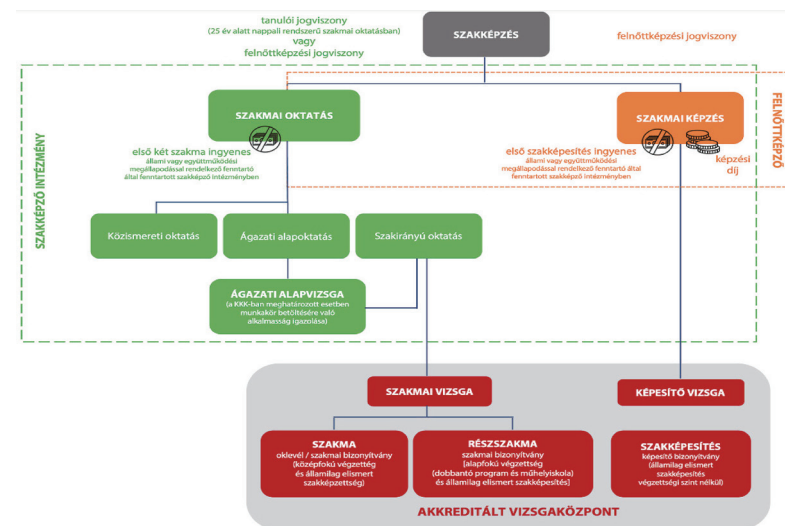 tanulói jogviszony
(25 év alatt nappali rendszerű szakmai oktatásban)
vagy
felnőttképzési jogviszony
SZAKKÉPZÉS
felnőttképzési jogviszony
SZAKKÉPZŐ INTÉZMÉNY
FELNŐTTKÉPZŐ
SZAKMAI OKTATÁS
első két szakma ingyenes
állami vagy együttműködési
megállapodással rendelkező fenntartó
által fenntartott szakképző intézményben
SZAKMAI KÉPZÉS
első szakképesítés ingyenes
állami vagy együttműködési
megállapodással rendelkező fenntartó által
fenntartott szakképző intézményben
képzési
díj
Közismereti oktatás
Ágazati alapoktatás
Szakirányú oktatás
ÁGAZATI ALAPVIZSGA
(a KKK-ban meghatározott esetben
munkakör betöltésére való
alkalmasság igazolása)
SZAKMAI VIZSGA
KÉPESÍTŐ VIZSGA
SZAKMA
oklevél / szakmai bizonyítvány
(középfokú végzettég
és államilag elismert
szakképzettség)
RÉSZSZAKMA
szakmai bizonyítvány
[alapfokú végzettség
(dobbantó program és műhelyiskola)
és államilag elismert szakképesítés]
SZAKKÉPESÍTÉS
képesítő bizonyítvány
(államilag elismert
szakképesítés
végzettségi szint nélkül)
AKKREDITÁLT VIZSGAKÖZPONT